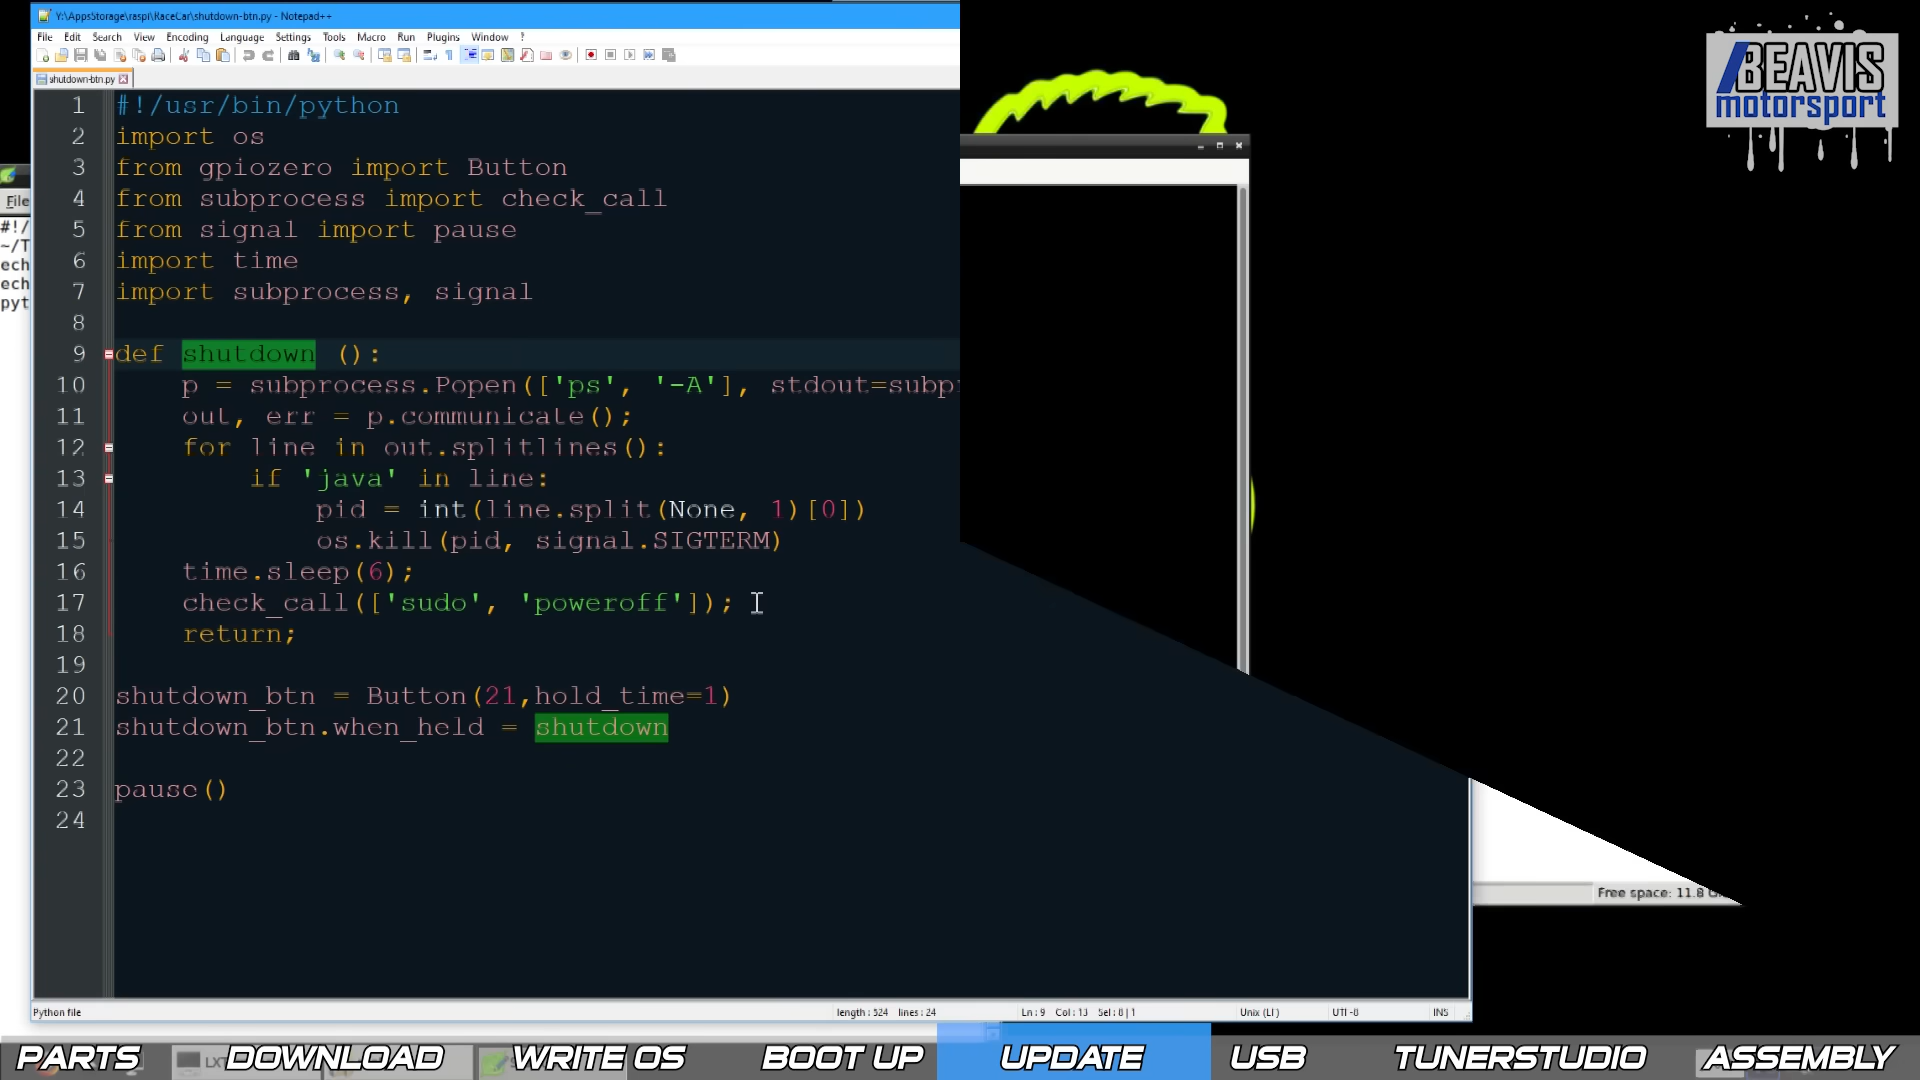 Y:\AppsStorage\raspi\RaceCar\shutdown-btn.py - Notepad++
File Edit Search View Encoding Language Settings Tools Macro Run Plugins Window ?
shutdown-btn.py
1 #!/usr/bin/python
2 import os
3 from gpiozero import Button
4 from subprocess import check_call
5 from signal import pause
6 import time
7 import subprocess, signal
8
9 def shutdown ():
10 p = subprocess.Popen(['ps', '-A'], stdout=subp
11 out, err = p.communicate();
12 for line in out.splitlines():
13 if 'java' in line:
14 pid = int(line.split(None, 1)[0])
15 os.kill(pid, signal.SIGTERM)
16 time.sleep(6);
17 check_call(['sudo', 'poweroff']);
18 return;
19
20 shutdown_btn = Button(21,hold_time=1)
21 shutdown_btn.when_held = shutdown
22
23 pause()
24
File
#!/
~/T
ech
ech
pyt
BEAVIS
motorsport
Free space: 11.8
Python file length : 524 lines : 24 Ln : 9 Col : 13 Sel : 8 | 1 Unix (LF) UTF-8 INS
LXT
PARTS DOWNLOAD WRITE OS BOOT UP UPDATE USB TUNERSTUDIO ASSEMBLY